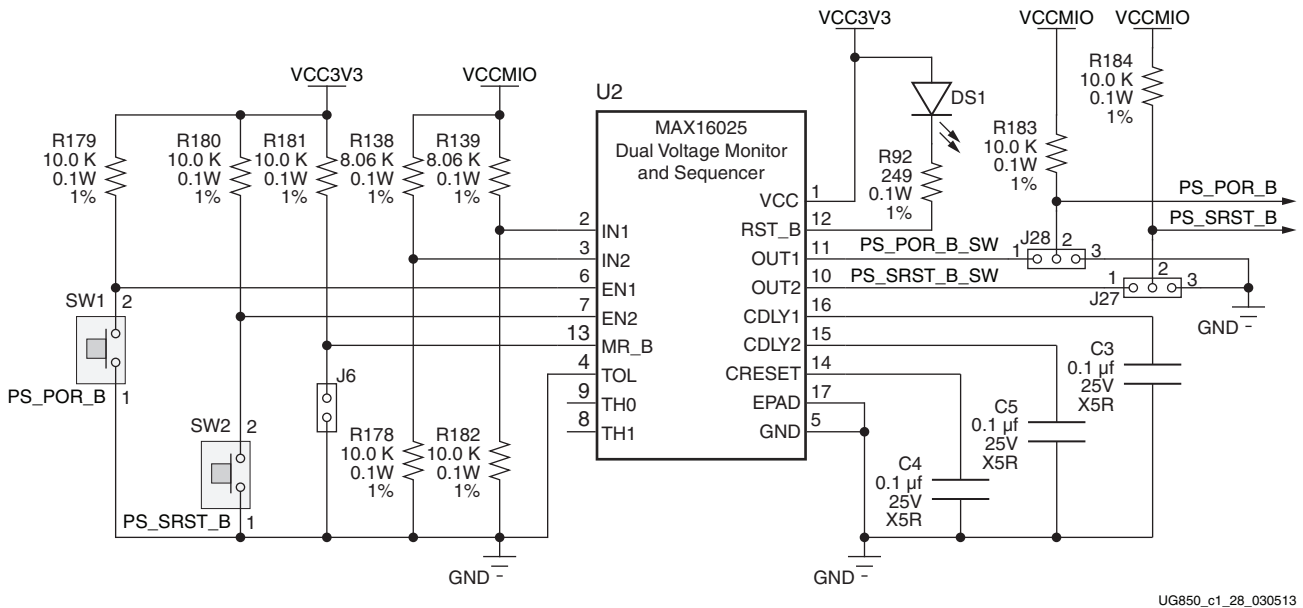 VCC3V3
VCCMIO
VCCMIO
VCC3V3
VCCMIO
U2
MAX16025
Dual Voltage Monitor
and Sequencer
R179
10.0 K
0.1W
1%
R180
10.0 K
0.1W
1%
R181
10.0 K
0.1W
1%
R138
8.06 K
0.1W
1%
R139
8.06 K
0.1W
1%
DS1
R92
249
0.1W
1%
R183
10.0 K
0.1W
1%
R184
10.0 K
0.1W
1%
PS_POR_B
PS_SRST_B
2
IN1
3
IN2
6
EN1
7
EN2
13
MR_B
4
TOL
9
TH0
8
TH1
VCC
1
RST_B
12
OUT1
11
PS_POR_B_SW
OUT2
10
PS_SRST_B_SW
CDLY1
16
CDLY2
15
CRESET
14
EPAD
17
GND
5
J28
1
2
3
J27
1
2
3
GND
SW1
2
PS_POR_B
1
SW2
2
PS_SRST_B
1
J6
R178
10.0 K
0.1W
1%
R182
10.0 K
0.1W
1%
C3
0.1 µf
25V
X5R
C5
0.1 µf
25V
X5R
C4
0.1 µf
25V
X5R
GND
GND
UG850_c1_28_030513